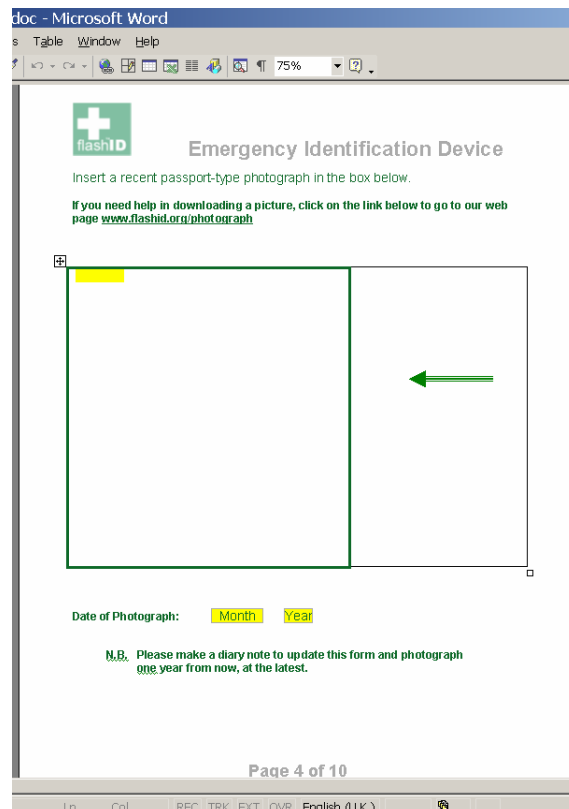 doc - Microsoft Word
s Table Window Help
75%
flashID
Emergency Identification Device
Insert a recent passport-type photograph in the box below.
If you need help in downloading a picture, click on the link below to go to our web
page www.flashid.org/photograph
Date of Photograph: Month Year
N.B. Please make a diary note to update this form and photograph
one year from now, at the latest.
Page 4 of 10
Ln Col REC TRK EXT OVR English (U.K.)